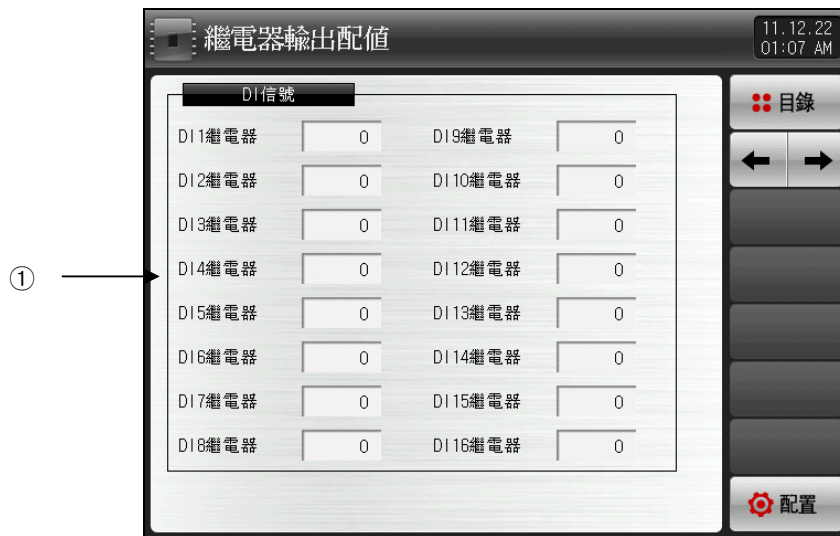 繼電器輸出配值
11.12.22
01:07 AM
DI信號
DI1繼電器 0 DI9繼電器 0
DI2繼電器 0 DI10繼電器 0
DI3繼電器 0 DI11繼電器 0
DI4繼電器 0 DI12繼電器 0
DI5繼電器 0 DI13繼電器 0
DI6繼電器 0 DI14繼電器 0
DI7繼電器 0 DI15繼電器 0
DI8繼電器 0 DI16繼電器 0
目錄
配置
①